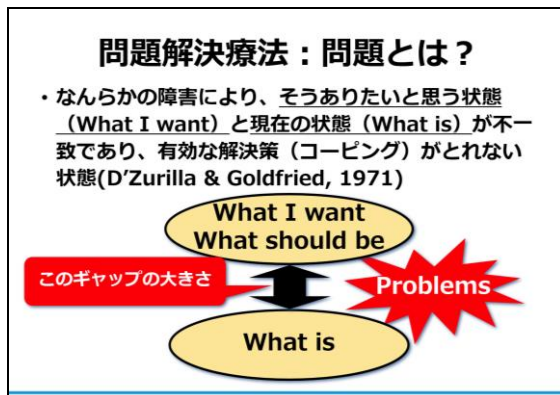 問題解決療法：問題とは？
・なんらかの障害により、そうありたいと思う状態
（What I want）と現在の状態（What is）が不一
致であり、有効な解決策（コーピング）がとれない
状態(D’Zurilla & Goldfried, 1971)
What I want
What should be
このギャップの大きさ
Problems
What is